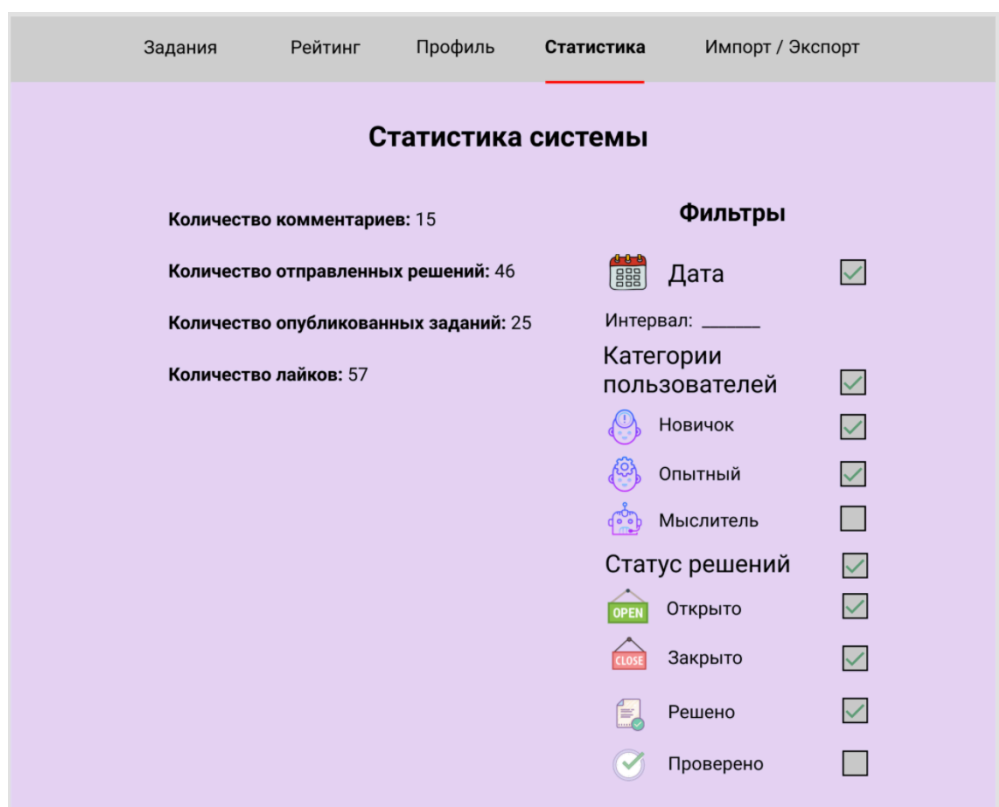 Задания Рейтинг Профиль Статистика Импорт / Экспорт
Статистика системы
Количество комментариев: 15
Количество отправленных решений: 46
Количество опубликованных заданий: 25
Количество лайков: 57
Фильтры
Дата
Интервал: ______
Категории
пользователей
Новичок
Опытный
Мыслитель
Статус решений
OPEN Открыто
CLOSE Закрыто
Решено
Проверено